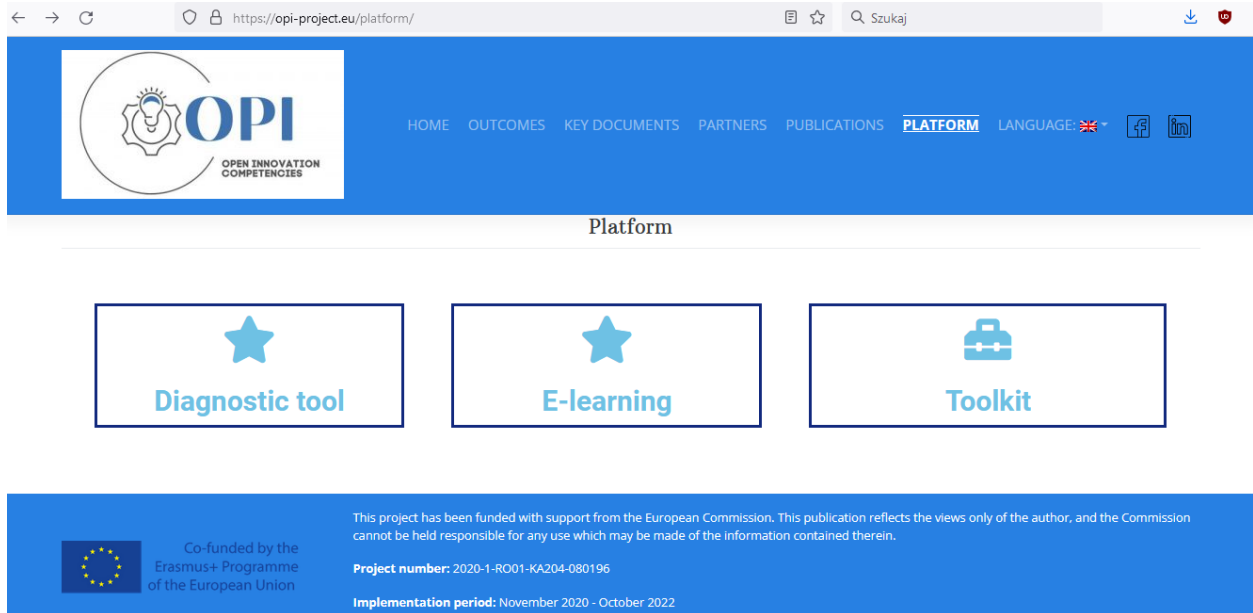 https://opi-project.eu/platform/
Szukaj
OPI
OPEN INNOVATION
COMPETENCIES
HOME OUTCOMES KEY DOCUMENTS PARTNERS PUBLICATIONS PLATFORM LANGUAGE:
Platform
Diagnostic tool
E-learning
Toolkit
Co-funded by the
Erasmus+ Programme
of the European Union
This project has been funded with support from the European Commission. This publication reflects the views only of the author, and the Commission
cannot be held responsible for any use which may be made of the information contained therein.
Project number: 2020-1-RO01-KA204-080196
Implementation period: November 2020 - October 2022